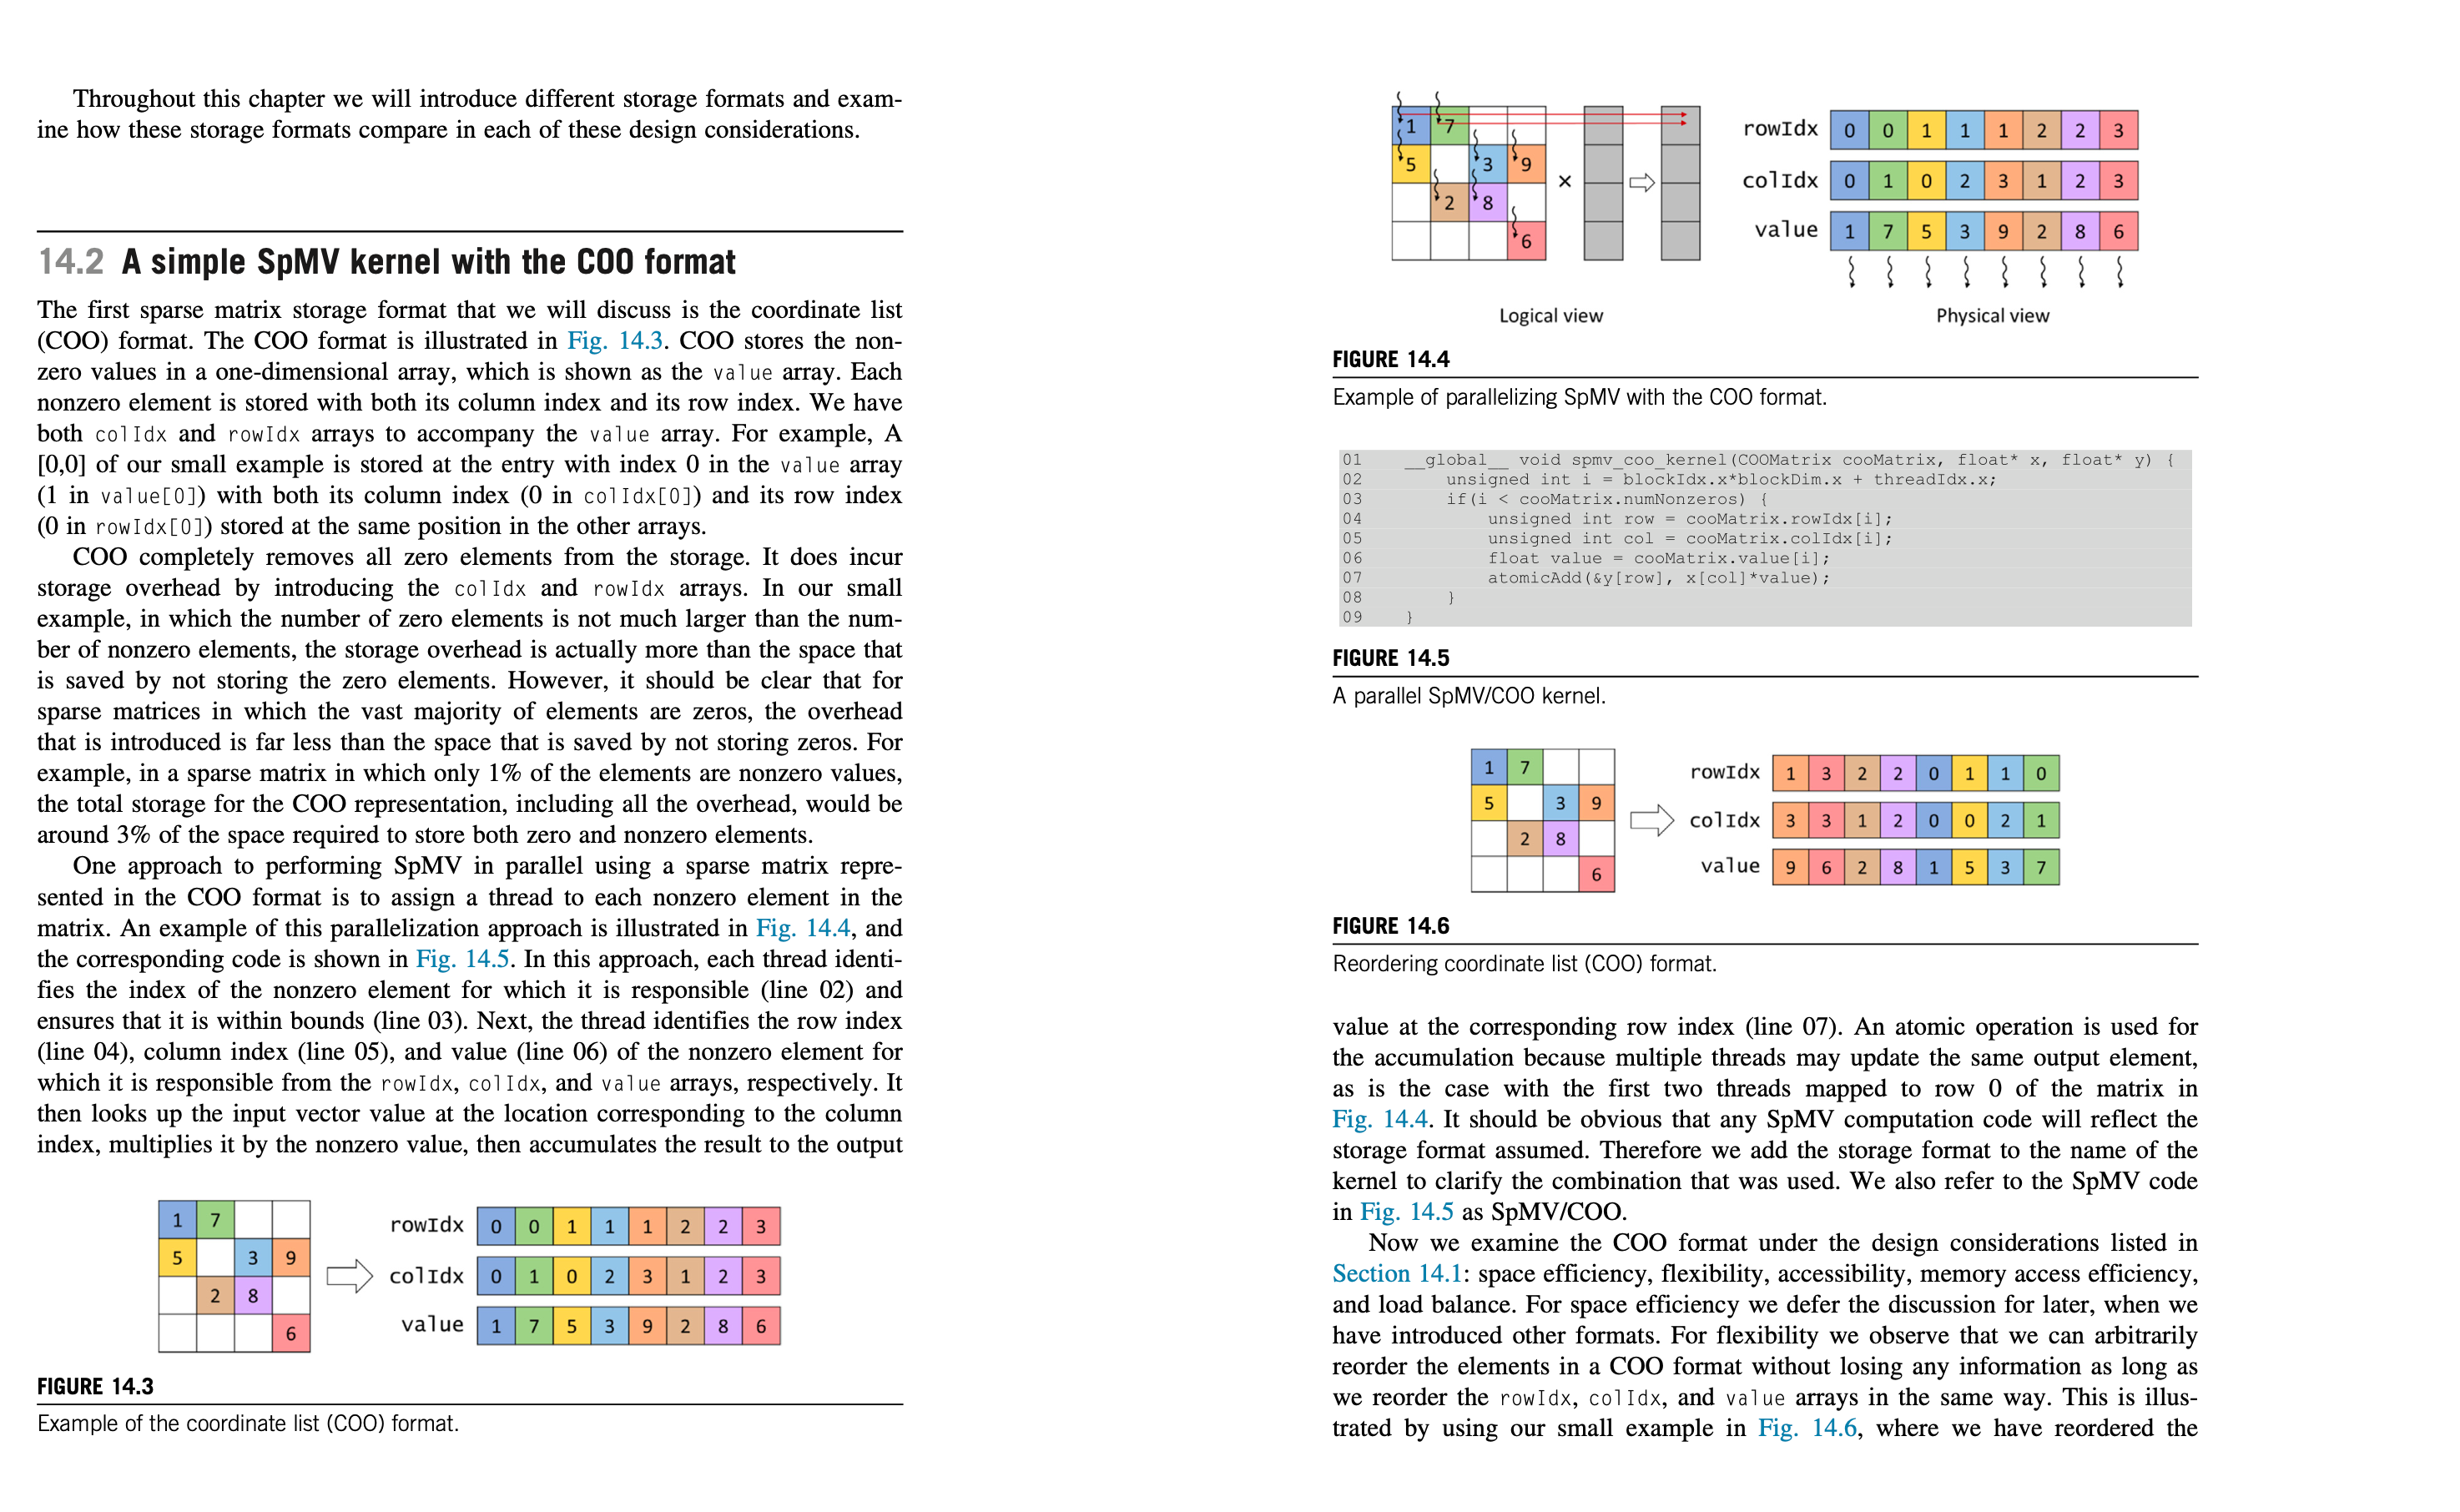 Throughout this chapter we will introduce different storage formats and exam-
ine how these storage formats compare in each of these design considerations.
14.2 A simple SpMV kernel with the COO format
The first sparse matrix storage format that we will discuss is the coordinate list
(COO) format. The COO format is illustrated in Fig. 14.3. COO stores the non-
zero values in a one-dimensional array, which is shown as the value array. Each
nonzero element is stored with both its column index and its row index. We have
both colIdx and rowIdx arrays to accompany the value array. For example, A
[0,0] of our small example is stored at the entry with index 0 in the value array
(1 in value[0]) with both its column index (0 in colIdx[0]) and its row index
(0 in rowIdx[0]) stored at the same position in the other arrays.
COO completely removes all zero elements from the storage. It does incur
storage overhead by introducing the colIdx and rowIdx arrays. In our small
example, in which the number of zero elements is not much larger than the num-
ber of nonzero elements, the storage overhead is actually more than the space that
is saved by not storing the zero elements. However, it should be clear that for
sparse matrices in which the vast majority of elements are zeros, the overhead
that is introduced is far less than the space that is saved by not storing zeros. For
example, in a sparse matrix in which only 1% of the elements are nonzero values,
the total storage for the COO representation, including all the overhead, would be
around 3% of the space required to store both zero and nonzero elements.
One approach to performing SpMV in parallel using a sparse matrix repre-
sented in the COO format is to assign a thread to each nonzero element in the
matrix. An example of this parallelization approach is illustrated in Fig. 14.4, and
the corresponding code is shown in Fig. 14.5. In this approach, each thread identi-
fies the index of the nonzero element for which it is responsible (line 02) and
ensures that it is within bounds (line 03). Next, the thread identifies the row index
(line 04), column index (line 05), and value (line 06) of the nonzero element for
which it is responsible from the rowIdx, colIdx, and value arrays, respectively. It
then looks up the input vector value at the location corresponding to the column
index, multiplies it by the nonzero value, then accumulates the result to the output
1 7
5 3 9
2 8
6
rowIdx 0 0 1 1 1 2 2 3
colIdx 0 1 0 2 3 1 2 3
value 1 7 5 3 9 2 8 6
FIGURE 14.3
Example of the coordinate list (COO) format.
1 7
5 3 9
2 8
6
×
Logical view
rowIdx 0 0 1 1 1 2 2 3
colIdx 0 1 0 2 3 1 2 3
value 1 7 5 3 9 2 8 6
Physical view
FIGURE 14.4
Example of parallelizing SpMV with the COO format.
01 __global__ void spmv_coo_kernel(COOMatrix cooMatrix, float* x, float* y) {
02 unsigned int i = blockIdx.x*blockDim.x + threadIdx.x;
03 if(i < cooMatrix.numNonzeros) {
04 unsigned int row = cooMatrix.rowIdx[i];
05 unsigned int col = cooMatrix.colIdx[i];
06 float value = cooMatrix.value[i];
07 atomicAdd(&y[row], x[col]*value);
08 }
09 }
FIGURE 14.5
A parallel SpMV/COO kernel.
1 7
5 3 9
2 8
6
rowIdx 1 3 2 2 0 1 1 0
colIdx 3 3 1 2 0 0 2 1
value 9 6 2 8 1 5 3 7
FIGURE 14.6
Reordering coordinate list (COO) format.
value at the corresponding row index (line 07). An atomic operation is used for
the accumulation because multiple threads may update the same output element,
as is the case with the first two threads mapped to row 0 of the matrix in
Fig. 14.4. It should be obvious that any SpMV computation code will reflect the
storage format assumed. Therefore we add the storage format to the name of the
kernel to clarify the combination that was used. We also refer to the SpMV code
in Fig. 14.5 as SpMV/COO.
Now we examine the COO format under the design considerations listed in
Section 14.1: space efficiency, flexibility, accessibility, memory access efficiency,
and load balance. For space efficiency we defer the discussion for later, when we
have introduced other formats. For flexibility we observe that we can arbitrarily
reorder the elements in a COO format without losing any information as long as
we reorder the rowIdx, colIdx, and value arrays in the same way. This is illus-
trated by using our small example in Fig. 14.6, where we have reordered the